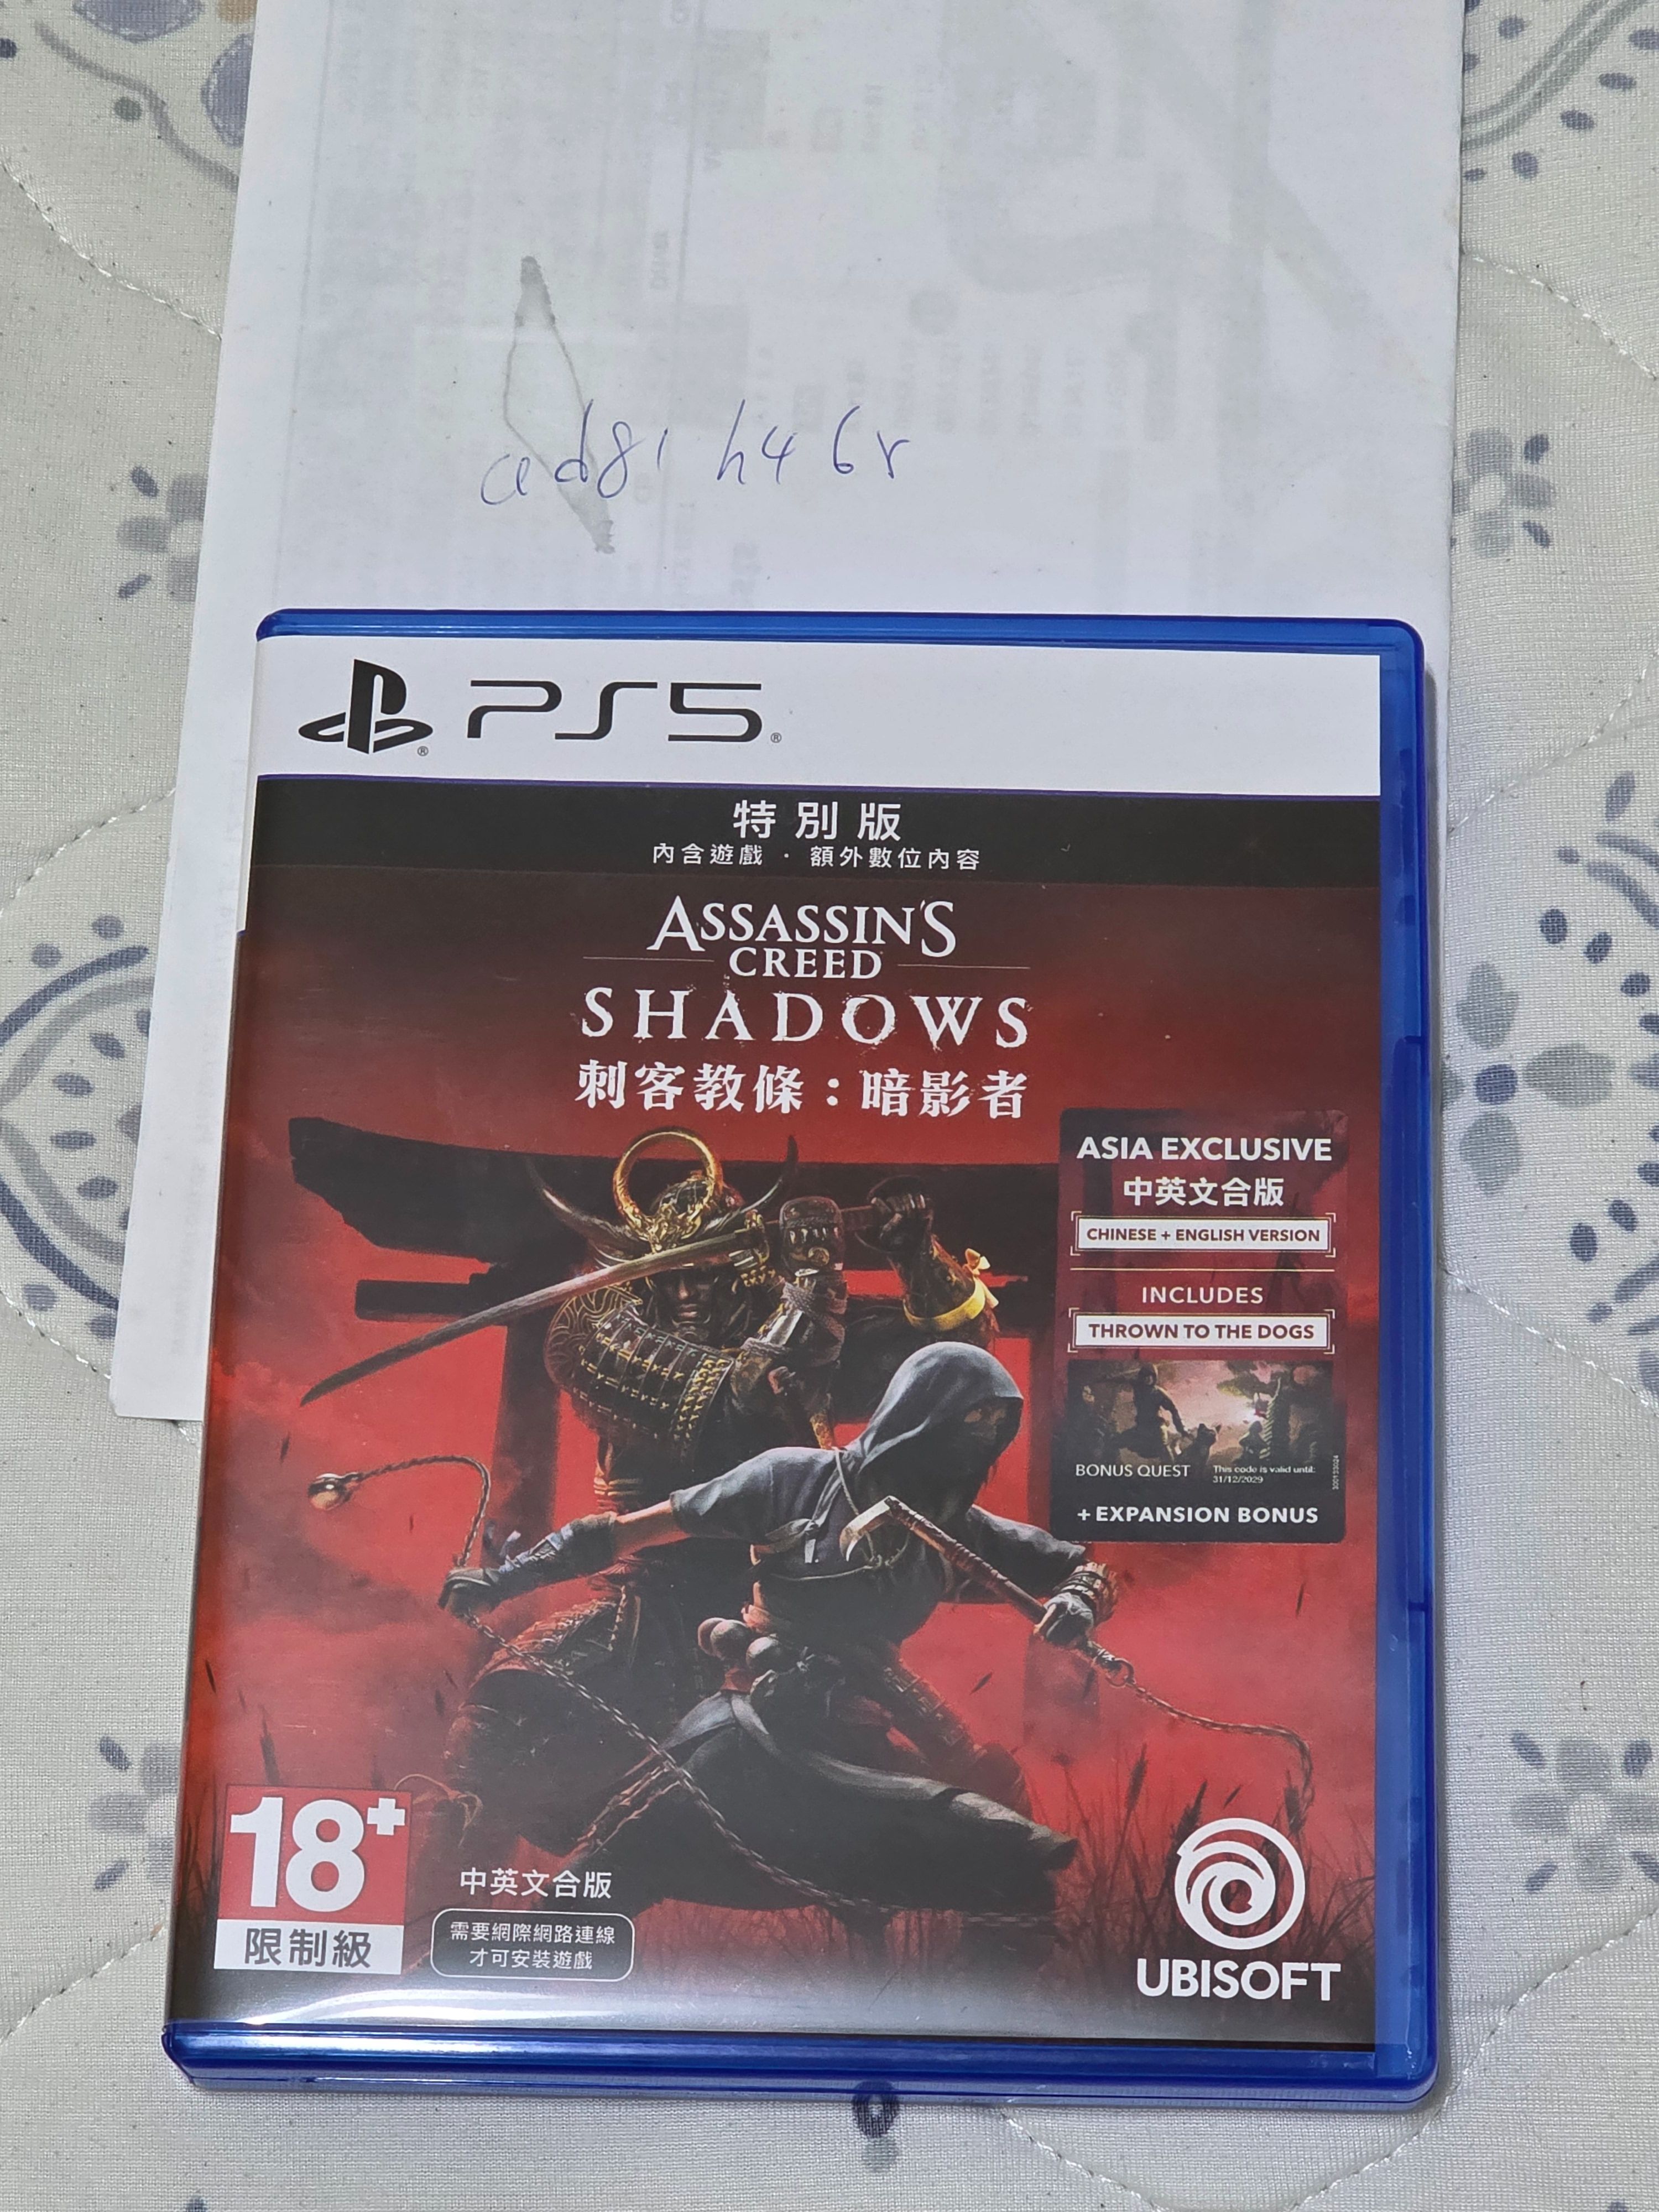 ad81 h46r
PS5
特別版
內含遊戲 · 額外數位內容
ASSASSIN'S
CREED
SHADOWS
刺客教條：暗影者
ASIA EXCLUSIVE
中英文合版
CHINESE + ENGLISH VERSION
INCLUDES
THROWN TO THE DOGS
BONUS QUEST
This code is valid until:
31/12/2029
+ EXPANSION BONUS
18+
限制級
中英文合版
需要網際網路連線
才可安裝遊戲
UBISOFT